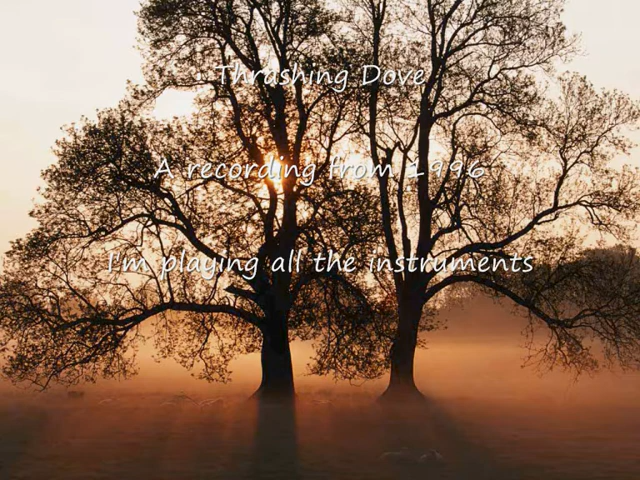 Thrashing Dove
A recording from 1996
I'm playing all the instruments